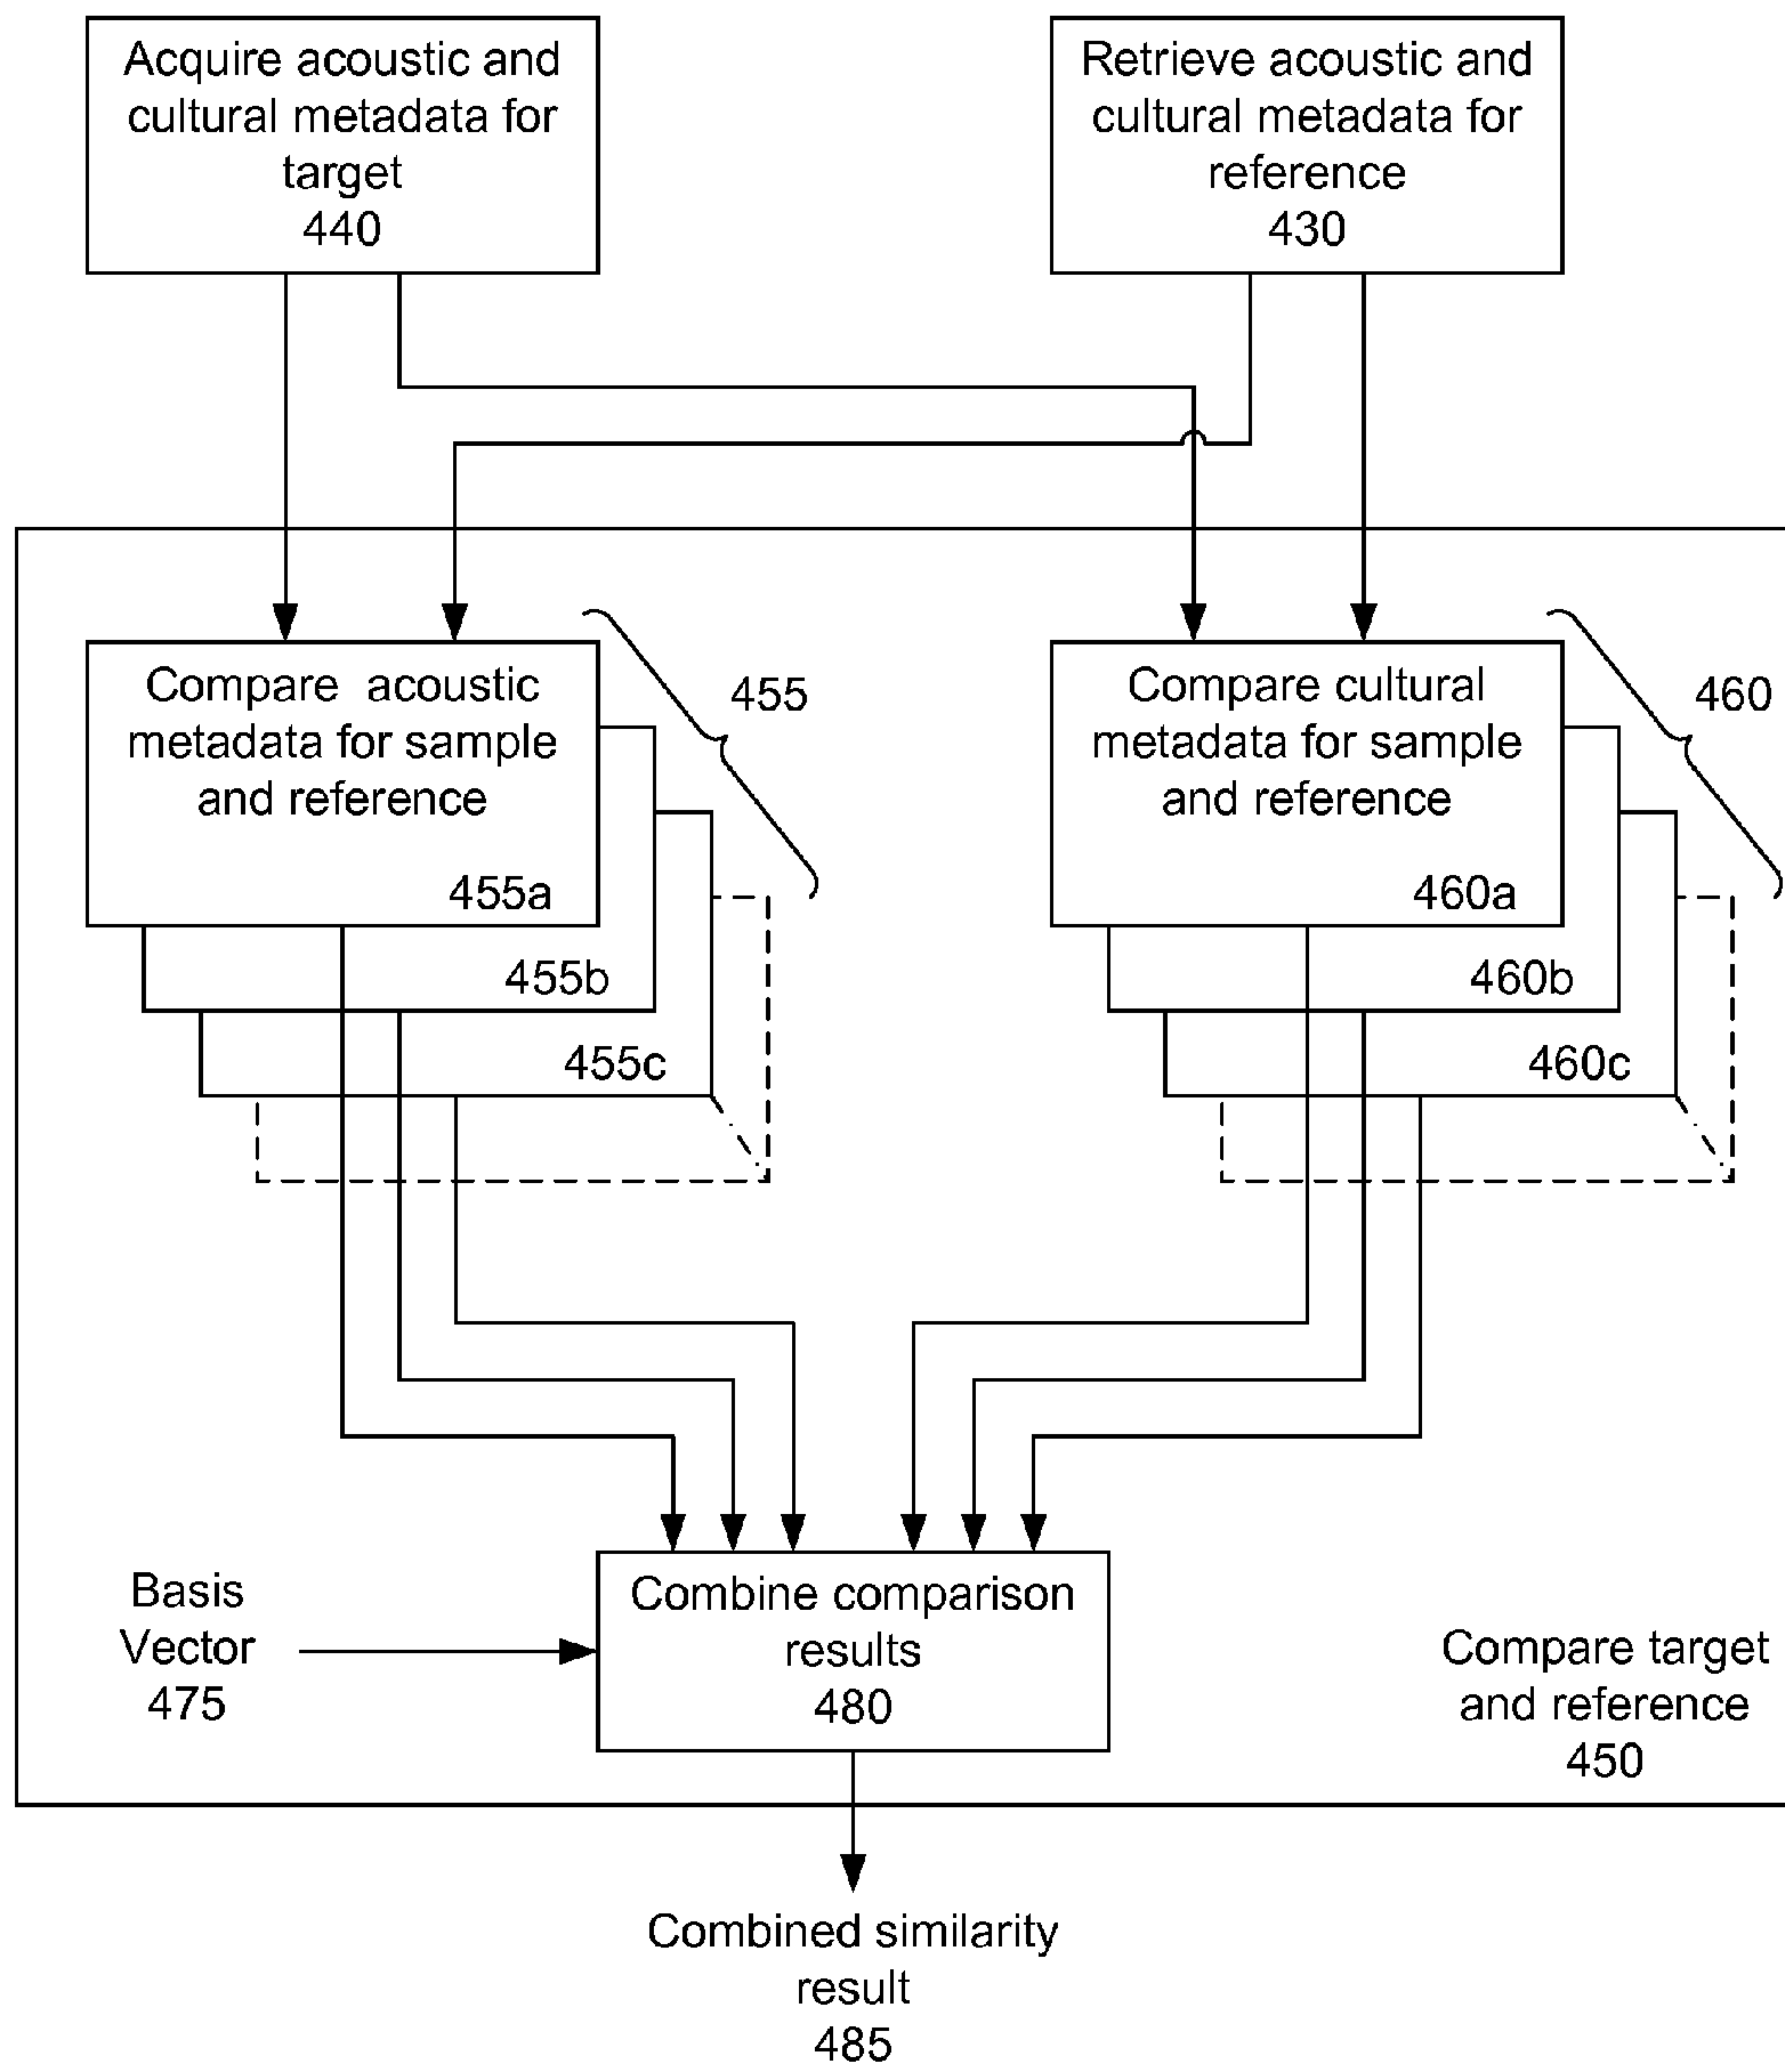 Acquire acoustic and
cultural metadata for
target
440
Retrieve acoustic and
cultural metadata for
reference
430
Compare acoustic
metadata for sample
and reference
455a
455b
455c
455
Compare cultural
metadata for sample
and reference
460a
460b
460c
460
Basis
Vector
475
Combine comparison
results
480
Compare target
and reference
450
Combined similarity
result
485